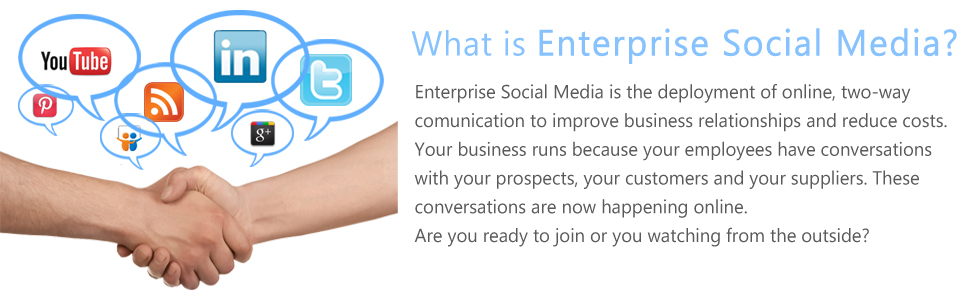 What is Enterprise Social Media?
YouTube
in
t
g+
Enterprise Social Media is the deployment of online, two-way
comunication to improve business relationships and reduce costs.
Your business runs because your employees have conversations
with your prospects, your customers and your suppliers. These
conversations are now happening online.
Are you ready to join or you watching from the outside?